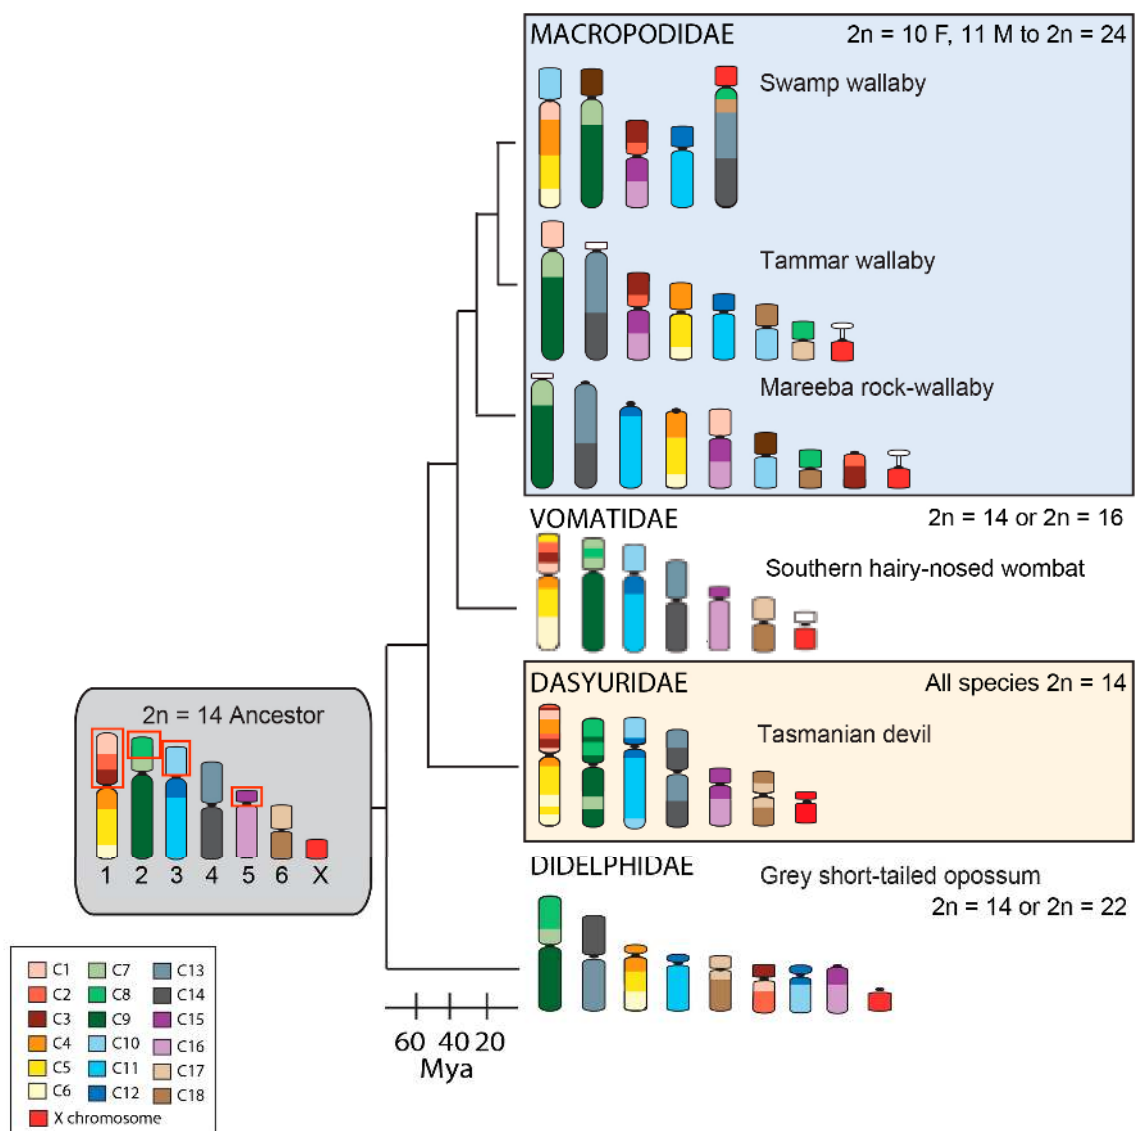 MACROPODIDAE 2n = 10 F, 11 M to 2n = 24
Swamp wallaby
Tammar wallaby
Mareeba rock-wallaby
VOMATIDAE 2n = 14 or 2n = 16
Southern hairy-nosed wombat
DASYURIDAE All species 2n = 14
Tasmanian devil
DIDELPHIDAE
Grey short-tailed opossum
2n = 14 or 2n = 22
2n = 14 Ancestor
1 2 3 4 5 6 X
60 40 20
Mya
C1 C7 C13
C2 C8 C14
C3 C9 C15
C4 C10 C16
C5 C11 C17
C6 C12 C18
X chromosome